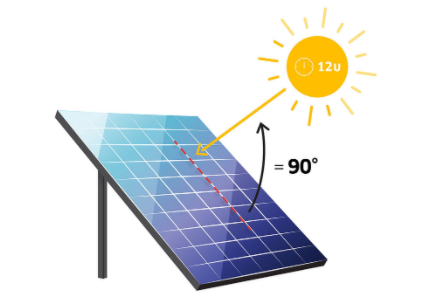 12u
= 90°